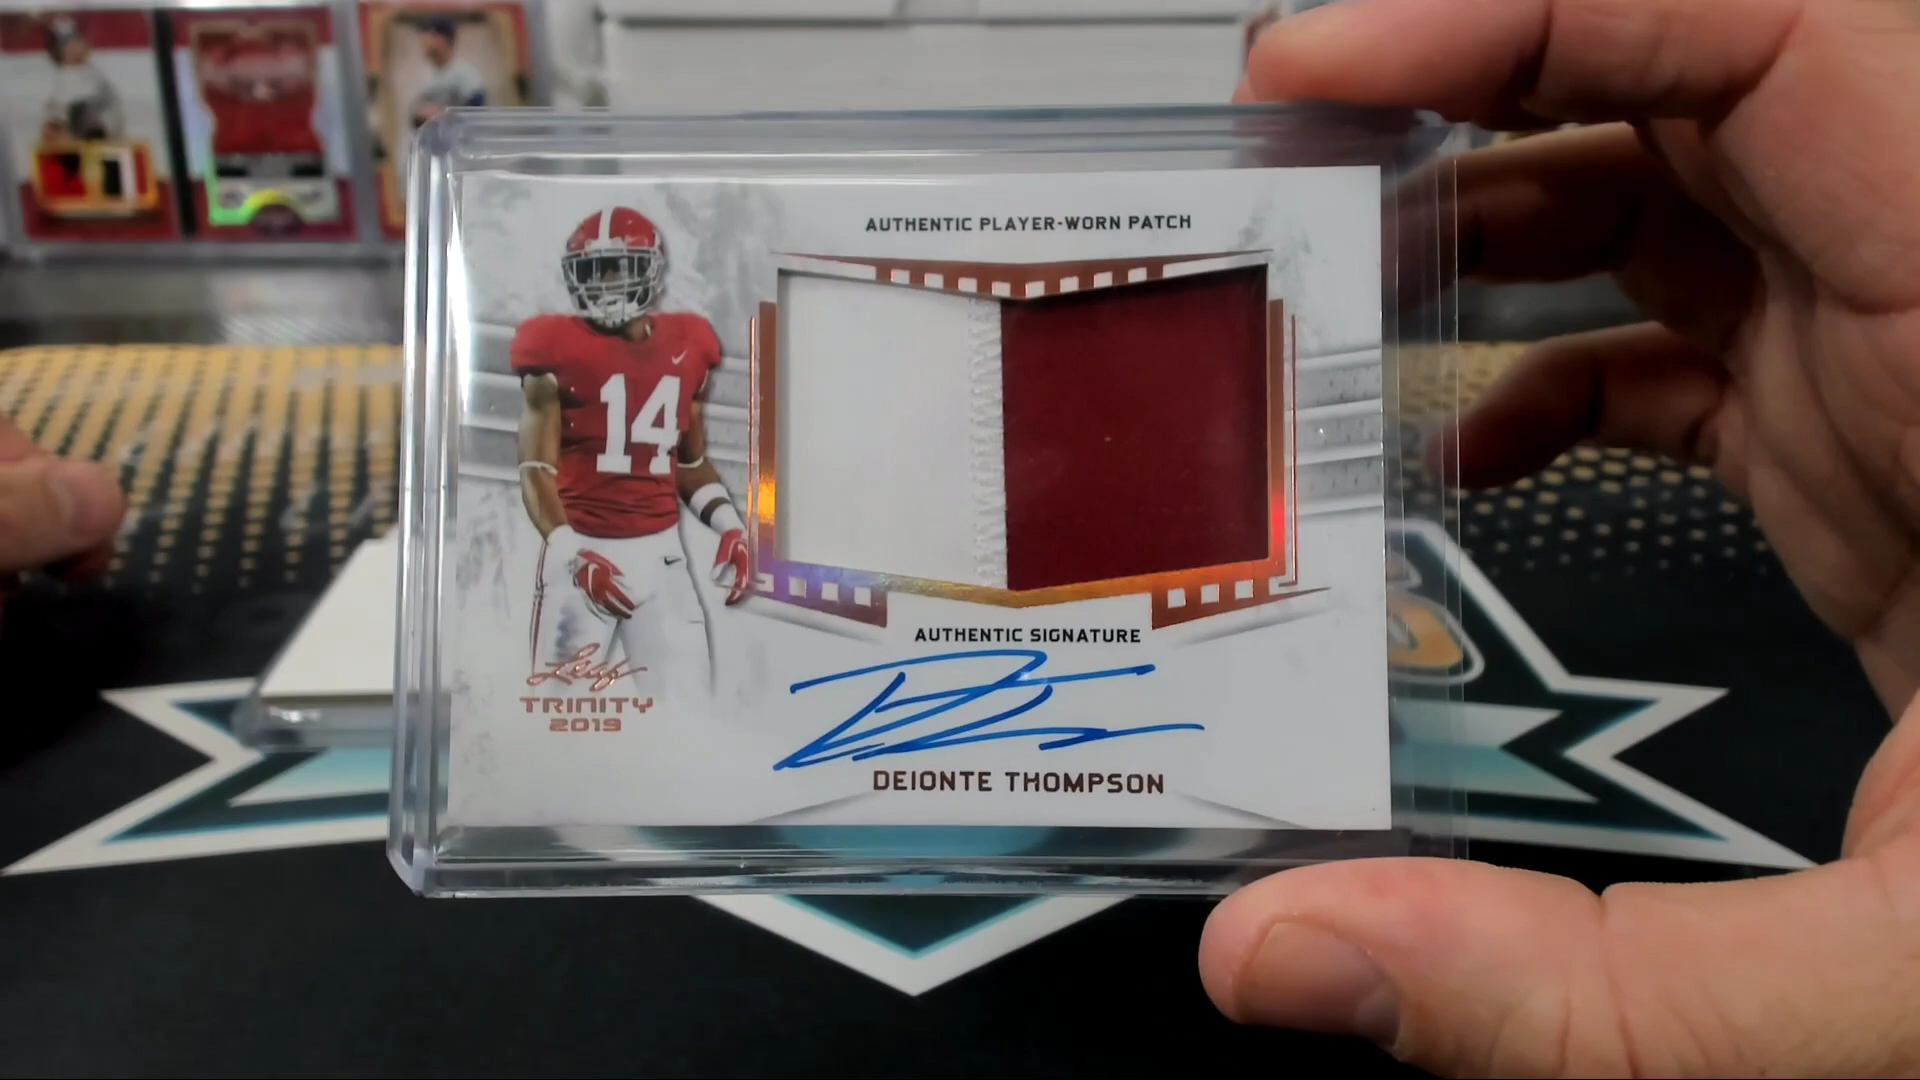 AUTHENTIC PLAYER-WORN PATCH
14
AUTHENTIC SIGNATURE
Leaf
TRINITY
2019
DEIONTE THOMPSON